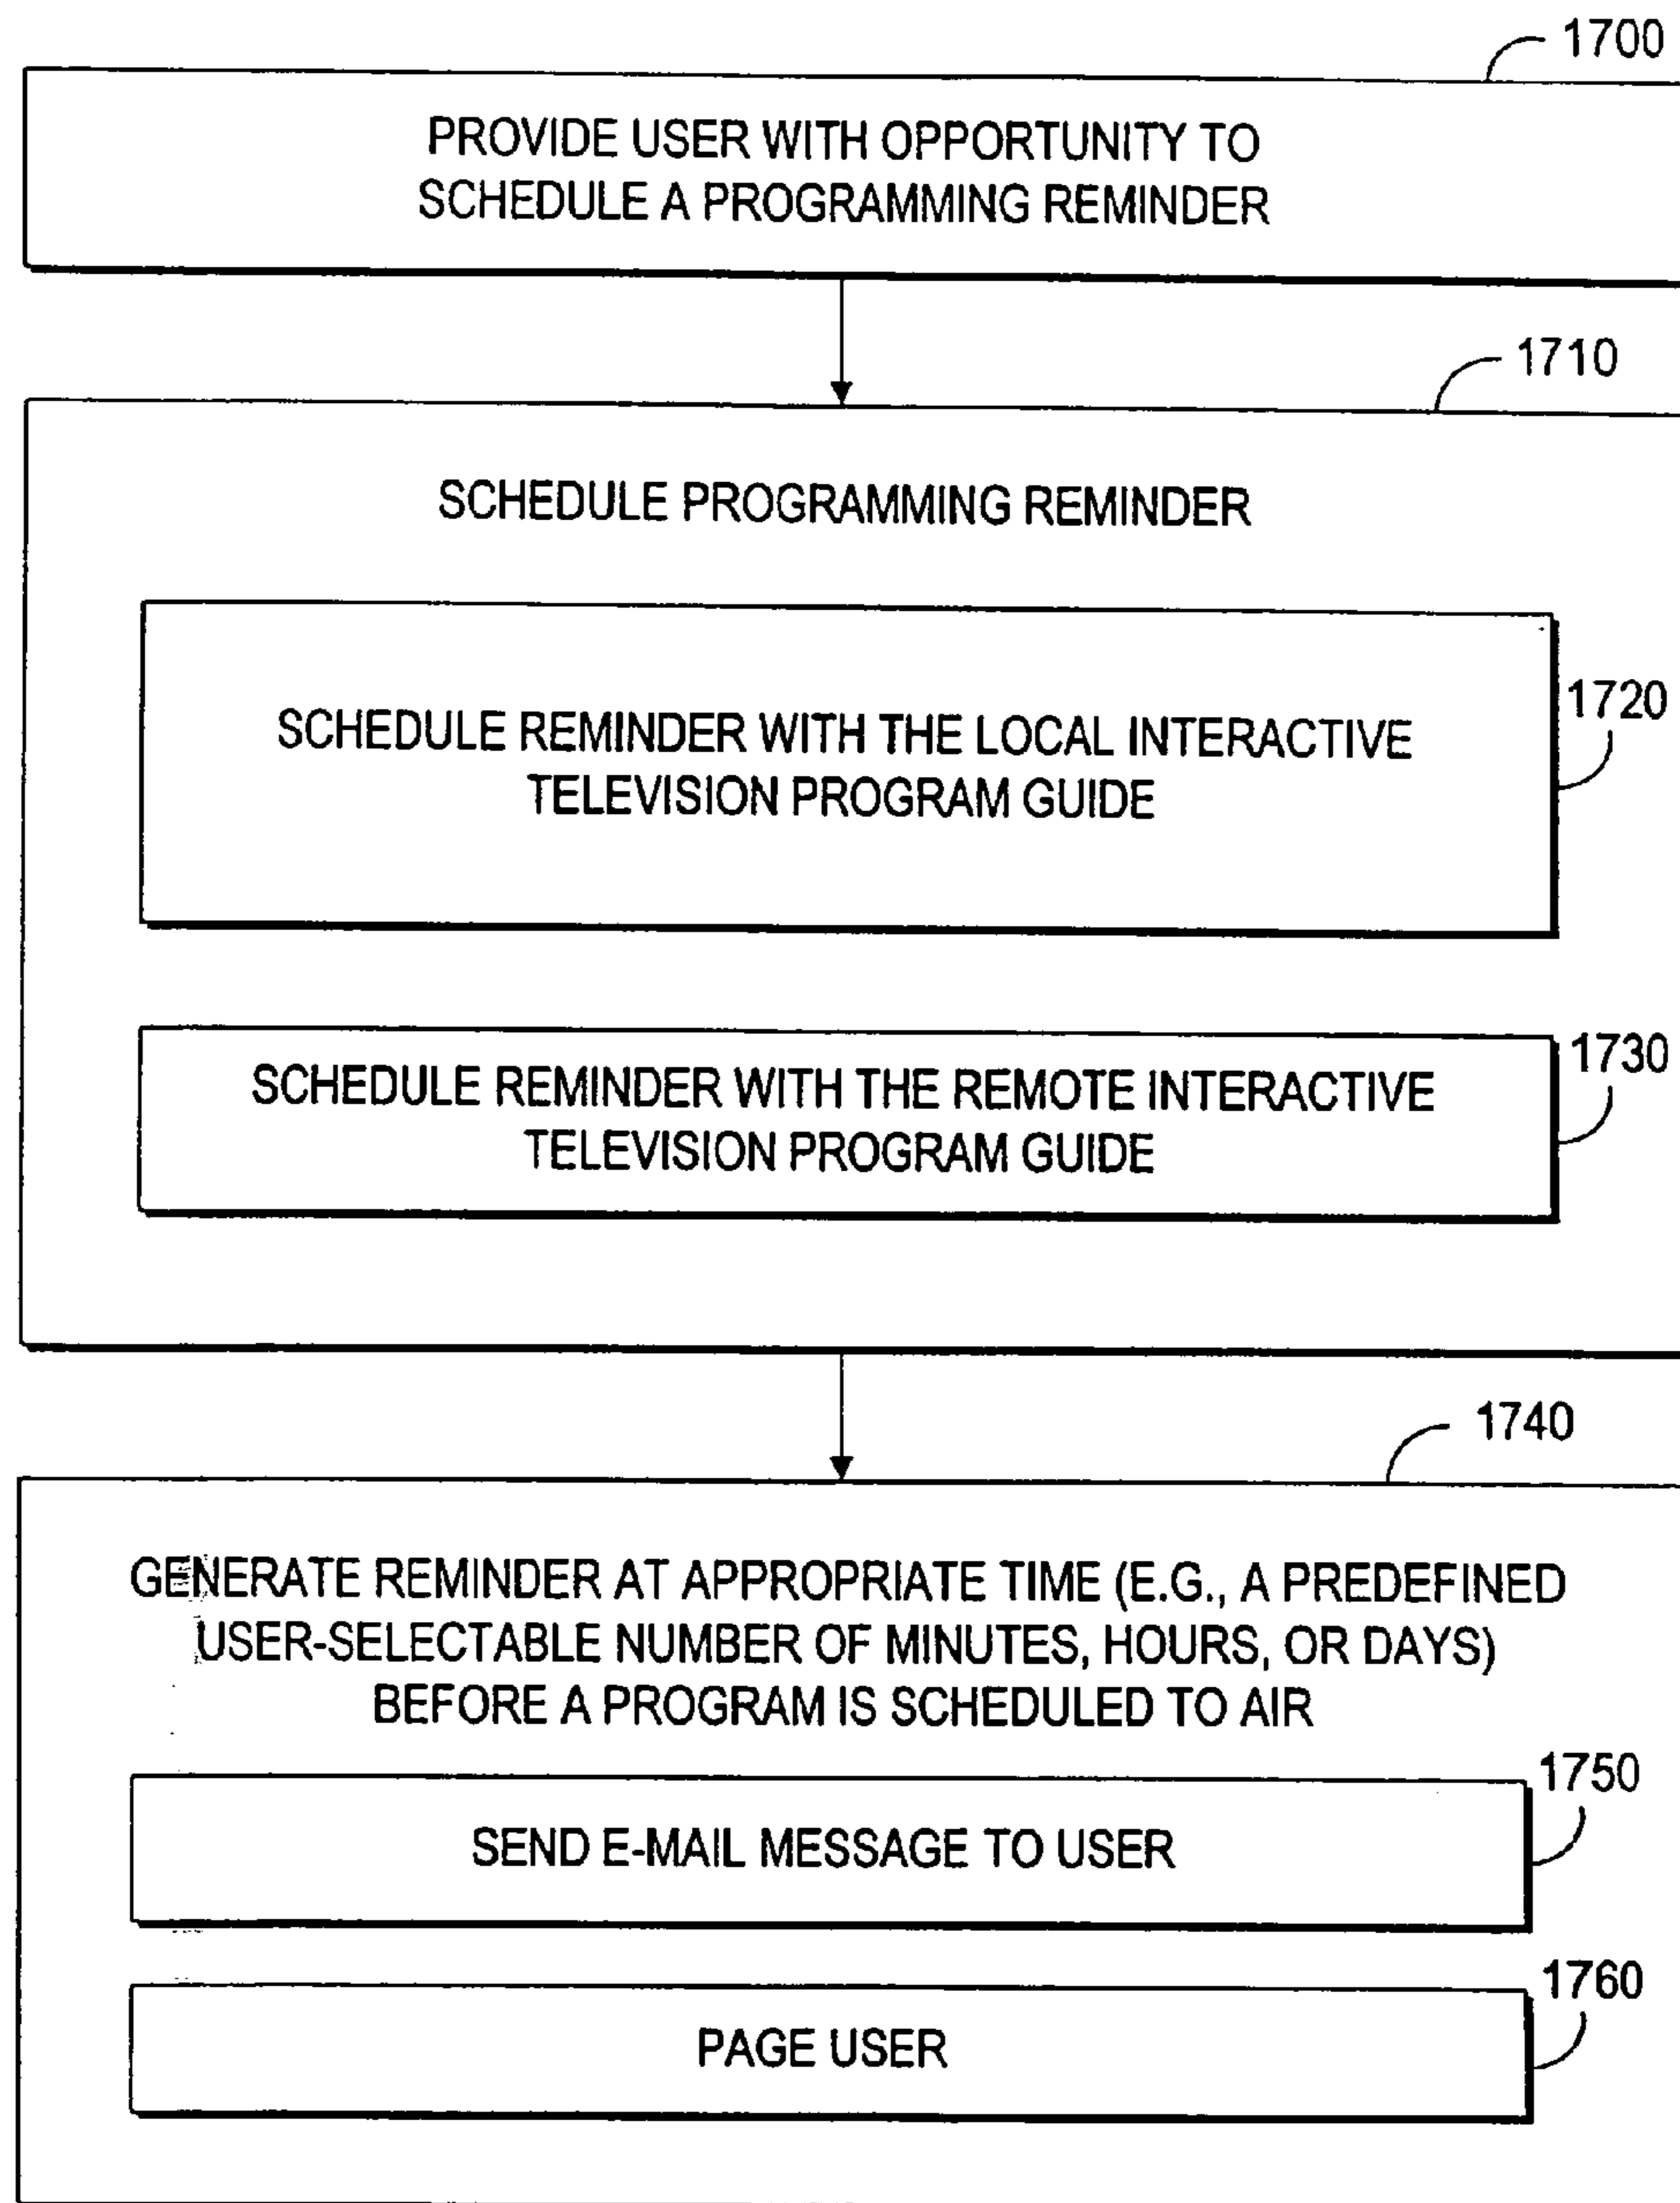 1700
PROVIDE USER WITH OPPORTUNITY TO
SCHEDULE A PROGRAMMING REMINDER
1710
SCHEDULE PROGRAMMING REMINDER
SCHEDULE REMINDER WITH THE LOCAL INTERACTIVE
TELEVISION PROGRAM GUIDE
1720
SCHEDULE REMINDER WITH THE REMOTE INTERACTIVE
TELEVISION PROGRAM GUIDE
1730
1740
GENERATE REMINDER AT APPROPRIATE TIME (E.G., A PREDEFINED
USER-SELECTABLE NUMBER OF MINUTES, HOURS, OR DAYS)
BEFORE A PROGRAM IS SCHEDULED TO AIR
SEND E-MAIL MESSAGE TO USER
1750
PAGE USER
1760